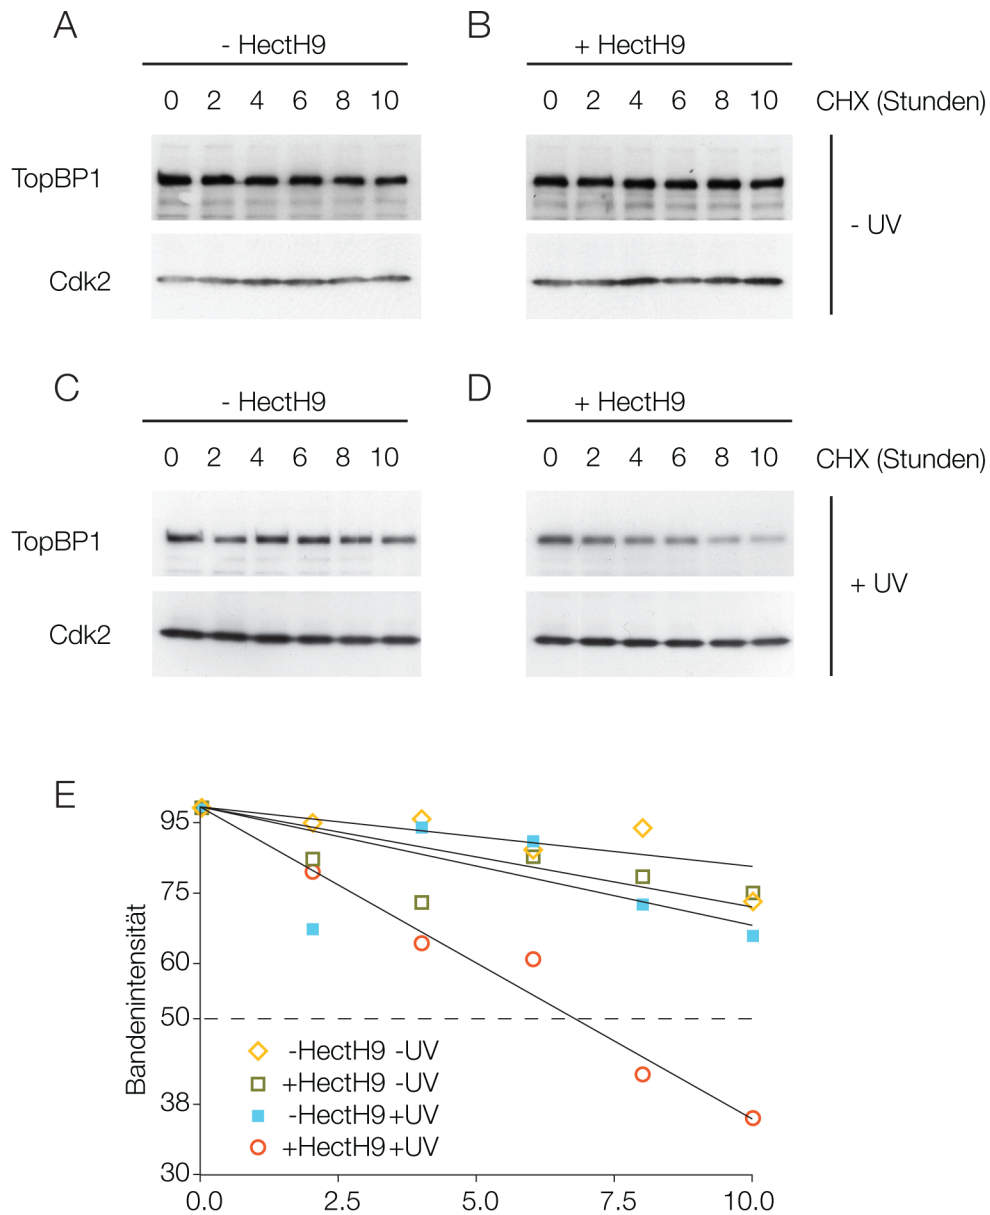 A
- HectH9
0 2 4 6 8 10
TopBP1
Cdk2
B
+ HectH9
0 2 4 6 8 10 CHX (Stunden)
- UV
C
- HectH9
0 2 4 6 8 10
TopBP1
Cdk2
D
+ HectH9
0 2 4 6 8 10 CHX (Stunden)
+ UV
E
Bandenintensität
95
75
60
50
38
30
-HectH9 -UV
+HectH9 -UV
-HectH9+UV
+HectH9+UV
0.0 2.5 5.0 7.5 10.0